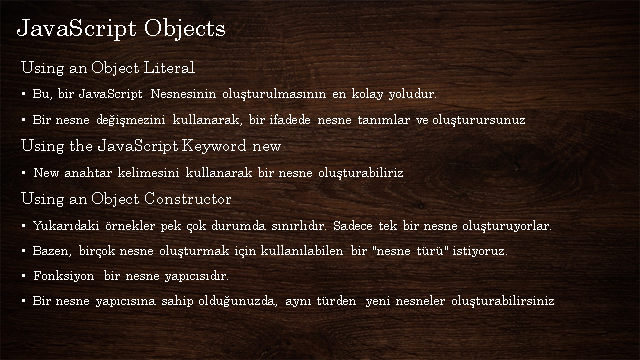 JavaScript Objects
Using an Object Literal
• Bu, bir JavaScript Nesnesinin oluşturulmasının en kolay yoludur.
• Bir nesne değişmezini kullanarak, bir ifadede nesne tanımlar ve oluturursunuz
Using the JavaScript Keyword new
• New anahtar kelimesini kullanarak bir nesne oluşturabiliriz
Using an Object Constructor
• Yukarıdaki örnekler pek çok durumda sınırlıdır. Sadece tek bir nesne oluşturuyorlar.
• Bazen, birçok nesne oluşturmak için kullanılabilen bir "nesne türü" istiyoruz.
• Fonksiyon bir nesne yapıcısıdır.
• Bir nesne yapıcısına sahip olduğunuzda, aynı türden yeni nesneler oluşturabilirsiniz